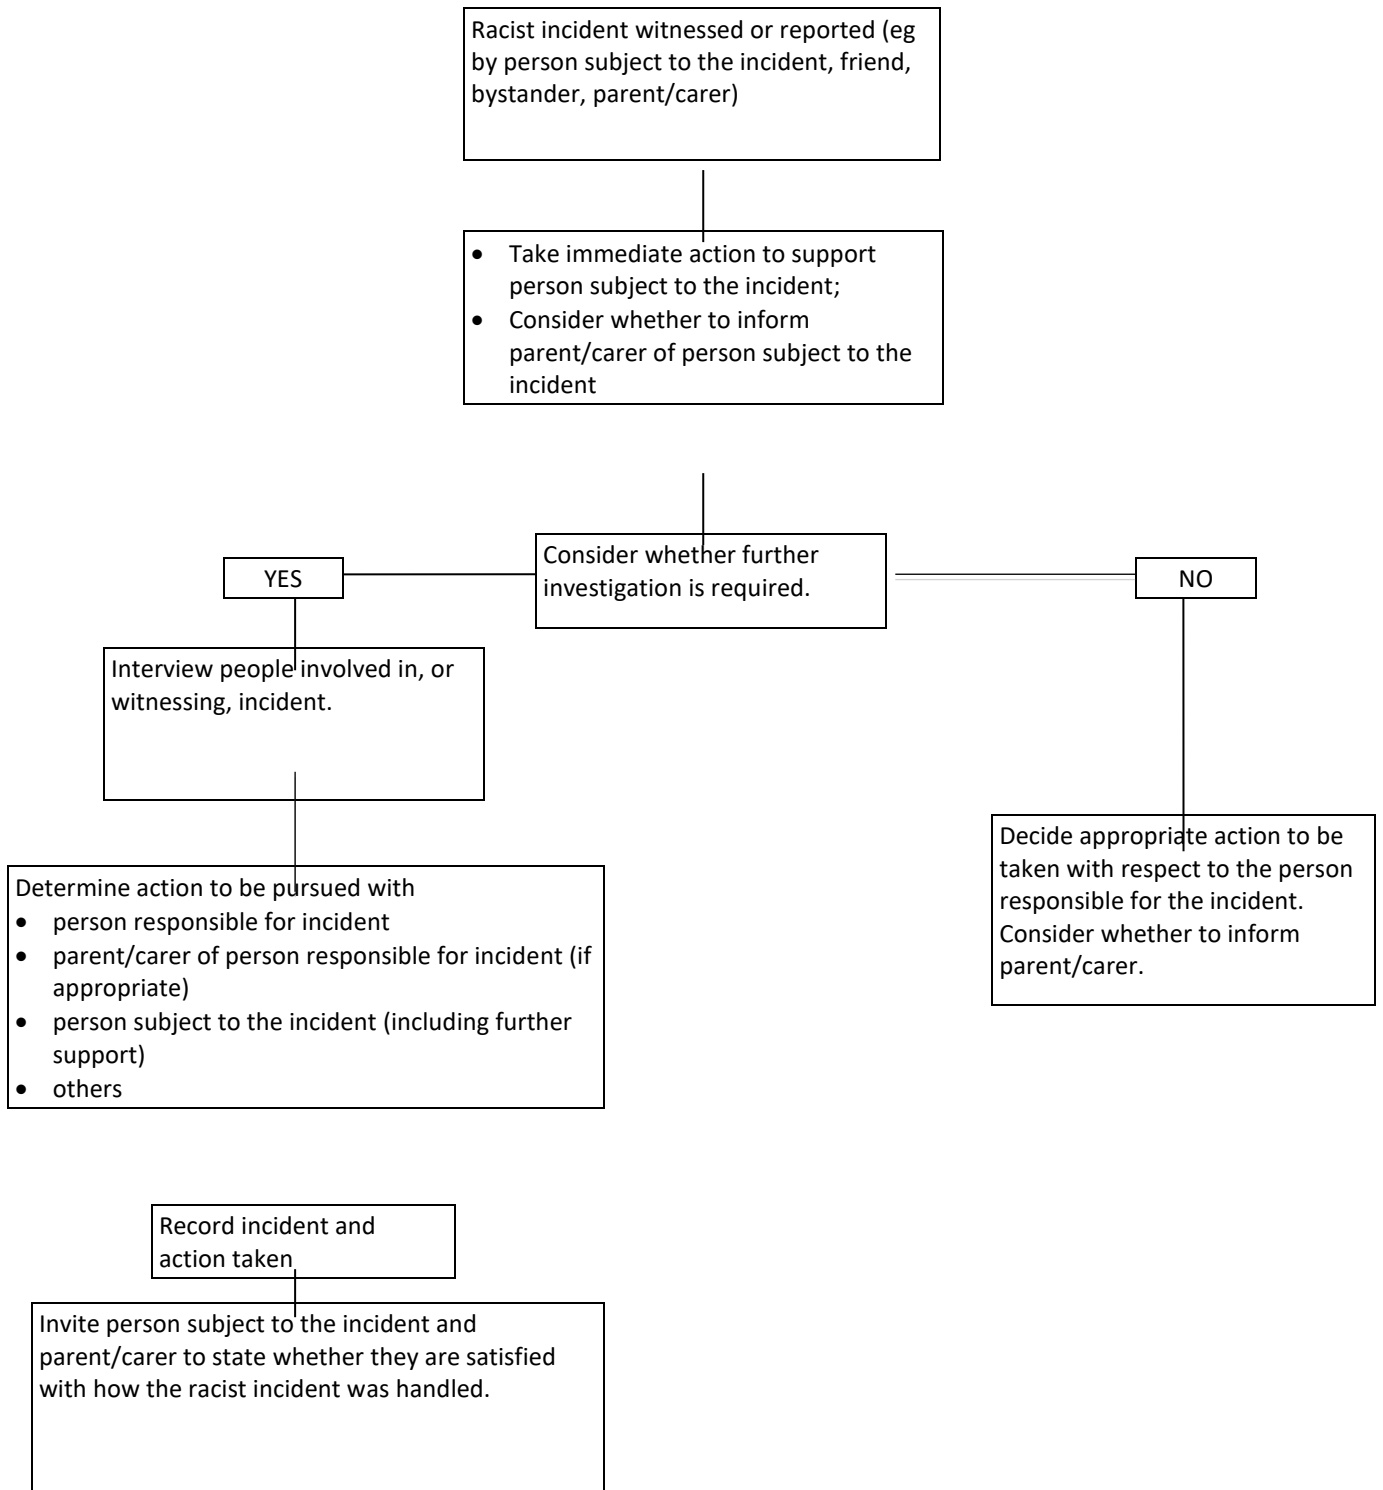 Racist incident witnessed or reported (eg
by person subject to the incident, friend,
bystander, parent/carer)
• Take immediate action to support
person subject to the incident;
• Consider whether to inform
parent/carer of person subject to the
incident
Consider whether further
investigation is required.
YES
NO
Interview people involved in, or
witnessing, incident.
Determine action to be pursued with
• person responsible for incident
• parent/carer of person responsible for incident (if
appropriate)
• person subject to the incident (including further
support)
• others
Decide appropriate action to be
taken with respect to the person
responsible for the incident.
Consider whether to inform
parent/carer.
Record incident and
action taken
Invite person subject to the incident and
parent/carer to state whether they are satisfied
with how the racist incident was handled.